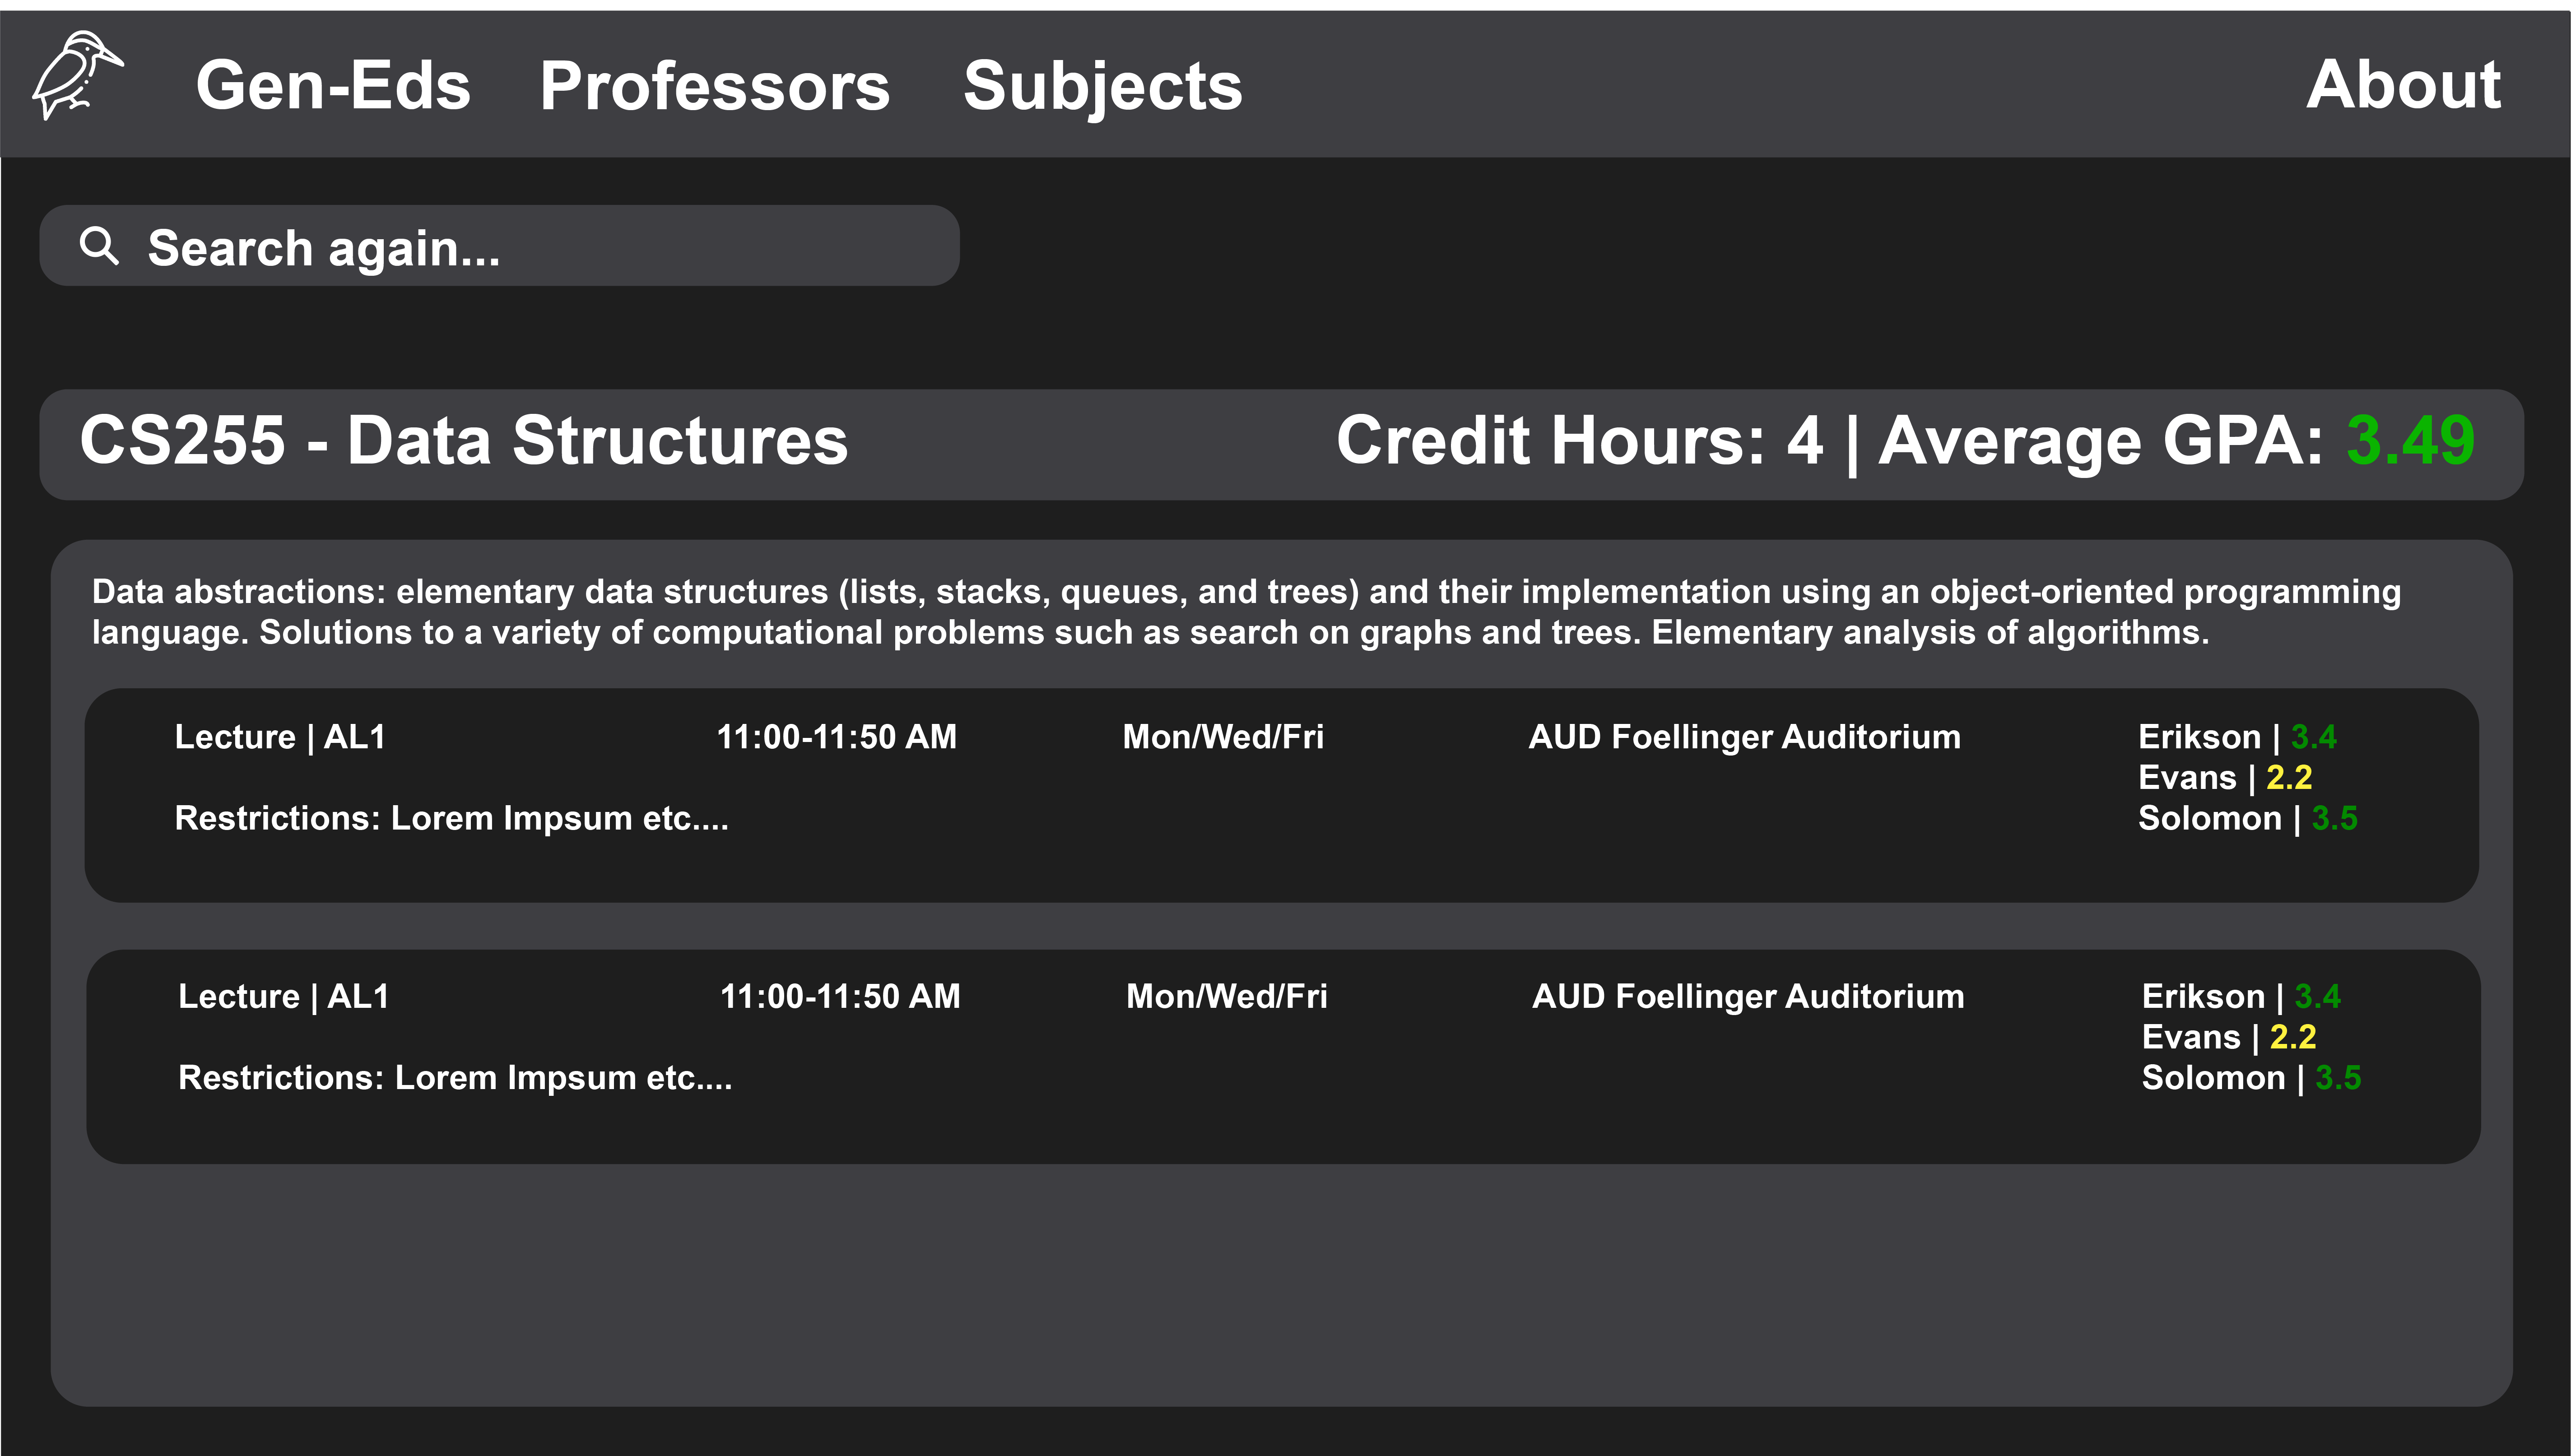 Gen-Eds Professors Subjects About
Search again...
CS255 - Data Structures Credit Hours: 4 | Average GPA: 3.49
Data abstractions: elementary data structures (lists, stacks, queues, and trees) and their implementation using an object-oriented programming
language. Solutions to a variety of computational problems such as search on graphs and trees. Elementary analysis of algorithms.
Lecture | AL1 11:00-11:50 AM Mon/Wed/Fri AUD Foellinger Auditorium Erikson | 3.4
Evans | 2.2
Restrictions: Lorem Impsum etc.... Solomon | 3.5
Lecture | AL1 11:00-11:50 AM Mon/Wed/Fri AUD Foellinger Auditorium Erikson | 3.4
Evans | 2.2
Restrictions: Lorem Impsum etc.... Solomon | 3.5